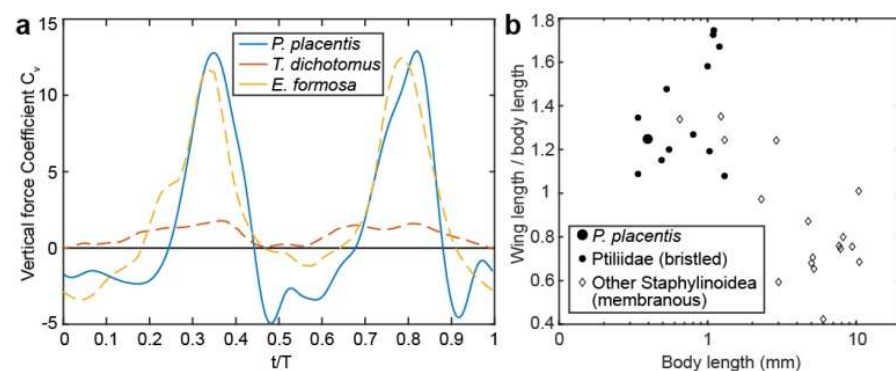 a
15
10
5
0
-5
Vertical force Coefficient Cv
P. placentis
T. dichotomus
E. formosa
0 0.1 0.2 0.3 0.4 0.5 0.6 0.7 0.8 0.9 1
t/T
b
1.8
1.6
1.4
1.2
1
0.8
0.6
0.4
Wing length / body length
P. placentis
Ptiliidae (bristled)
Other Staphylinoidea
(membranous)
0 1 10
Body length (mm)